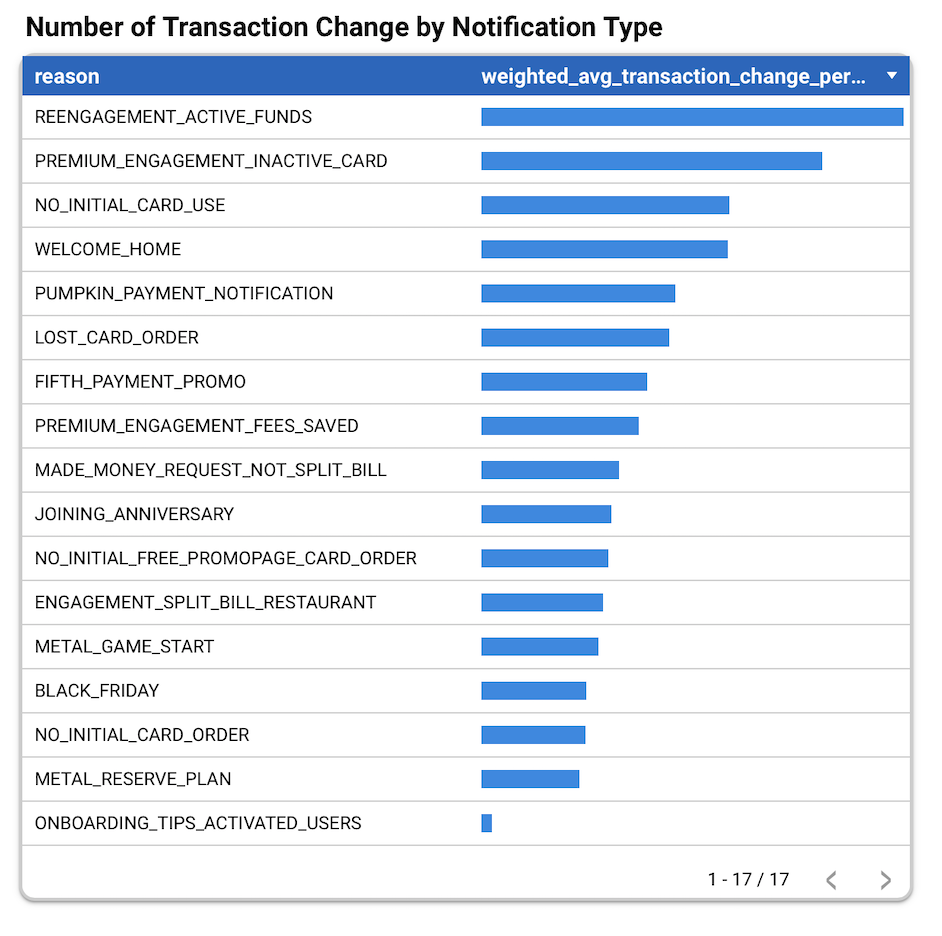 Number of Transaction Change by Notification Type
reason weighted_avg_transaction_change_per...
REENGAGEMENT_ACTIVE_FUNDS
PREMIUM_ENGAGEMENT_INACTIVE_CARD
NO_INITIAL_CARD_USE
WELCOME_HOME
PUMPKIN_PAYMENT_NOTIFICATION
LOST_CARD_ORDER
FIFTH_PAYMENT_PROMO
PREMIUM_ENGAGEMENT_FEES_SAVED
MADE_MONEY_REQUEST_NOT_SPLIT_BILL
JOINING_ANNIVERSARY
NO_INITIAL_FREE_PROMOPAGE_CARD_ORDER
ENGAGEMENT_SPLIT_BILL_RESTAURANT
METAL_GAME_START
BLACK_FRIDAY
NO_INITIAL_CARD_ORDER
METAL_RESERVE_PLAN
ONBOARDING_TIPS_ACTIVATED_USERS
1 - 17 / 17